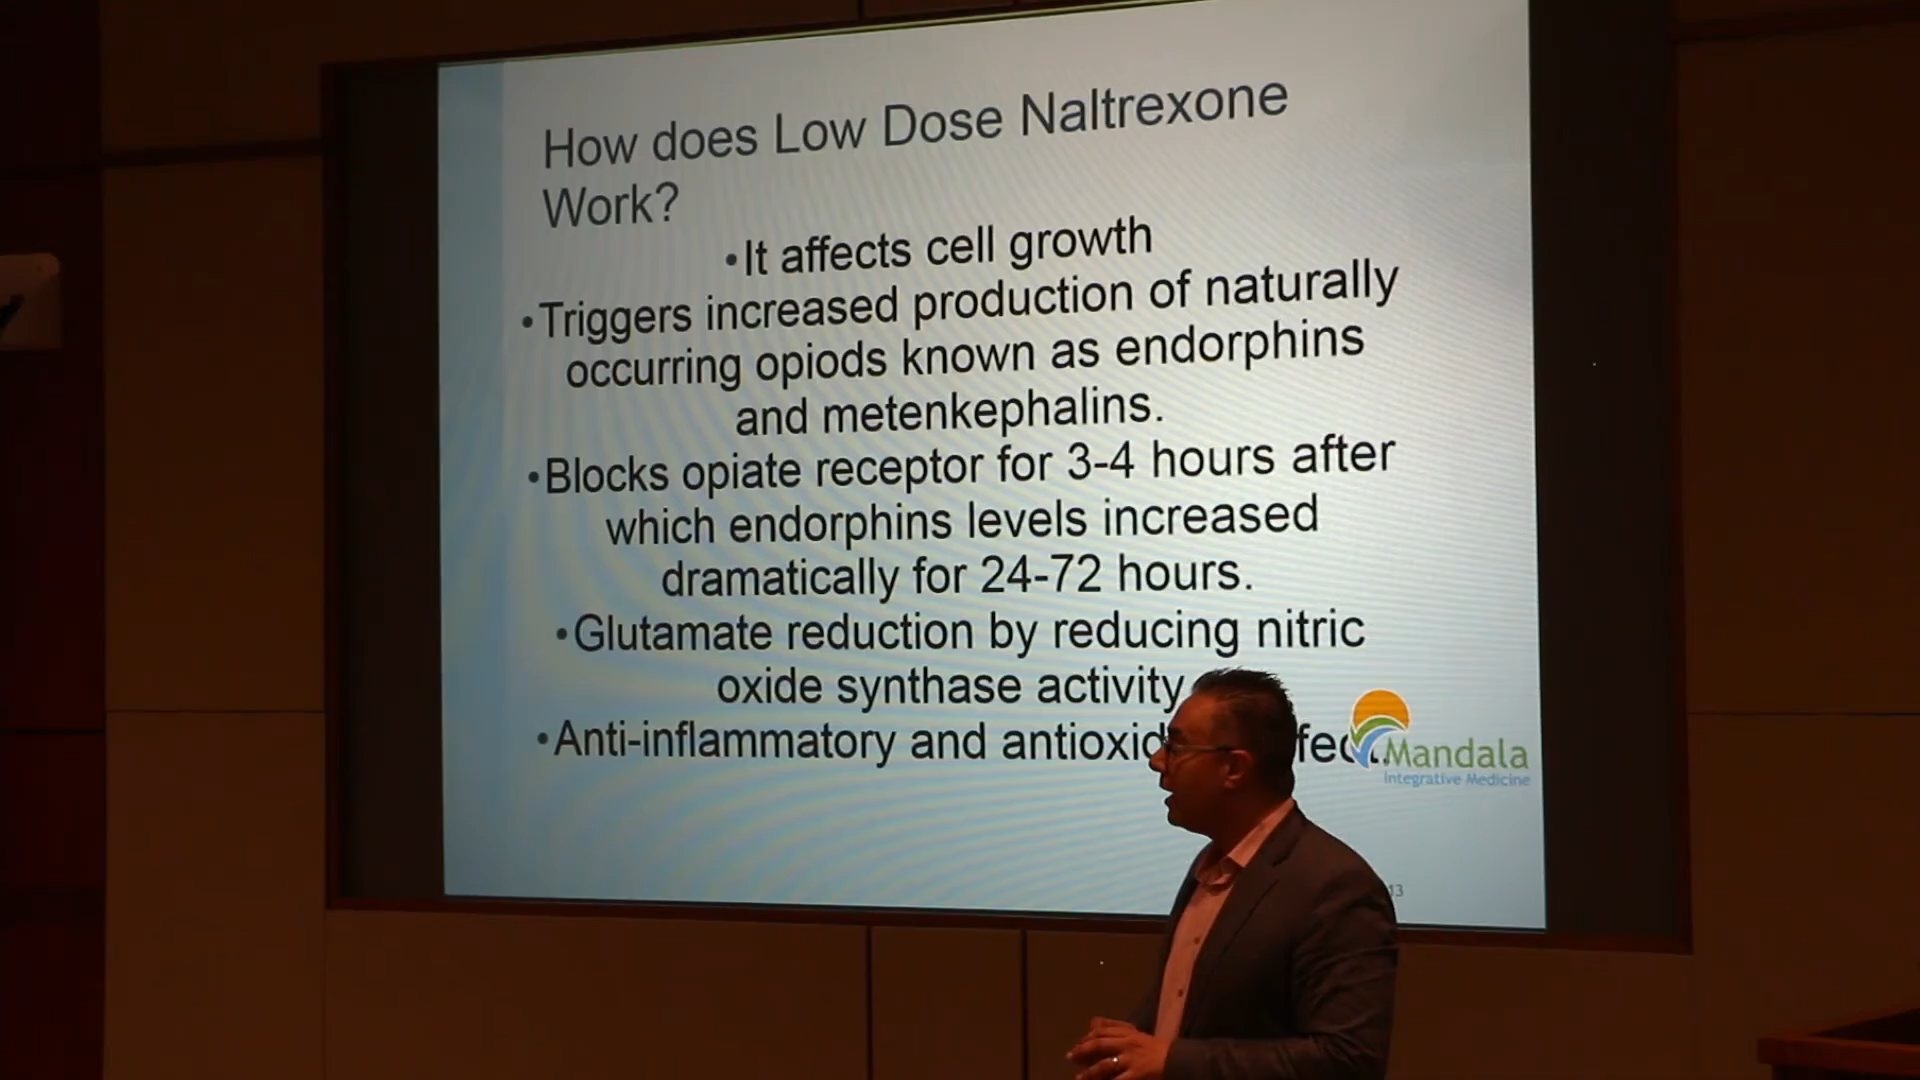 How does Low Dose Naltrexone
Work?
•It affects cell growth
•Triggers increased production of naturally
occurring opiods known as endorphins
and metenkephalins.
•Blocks opiate receptor for 3-4 hours after
which endorphins levels increased
dramatically for 24-72 hours.
•Glutamate reduction by reducing nitric
oxide synthase activity
•Anti-inflammatory and
Mandala
Integrative Medicine
13